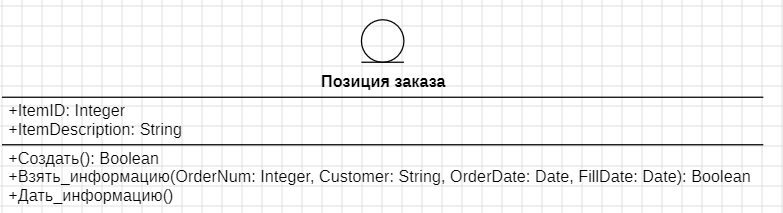 Позиция заказа
+ItemID: Integer
+ItemDescription: String
+Создать(): Boolean
+Взять_информацию(OrderNum: Integer, Customer: String, OrderDate: Date, FillDate: Date): Boolean
+Дать_информацию()